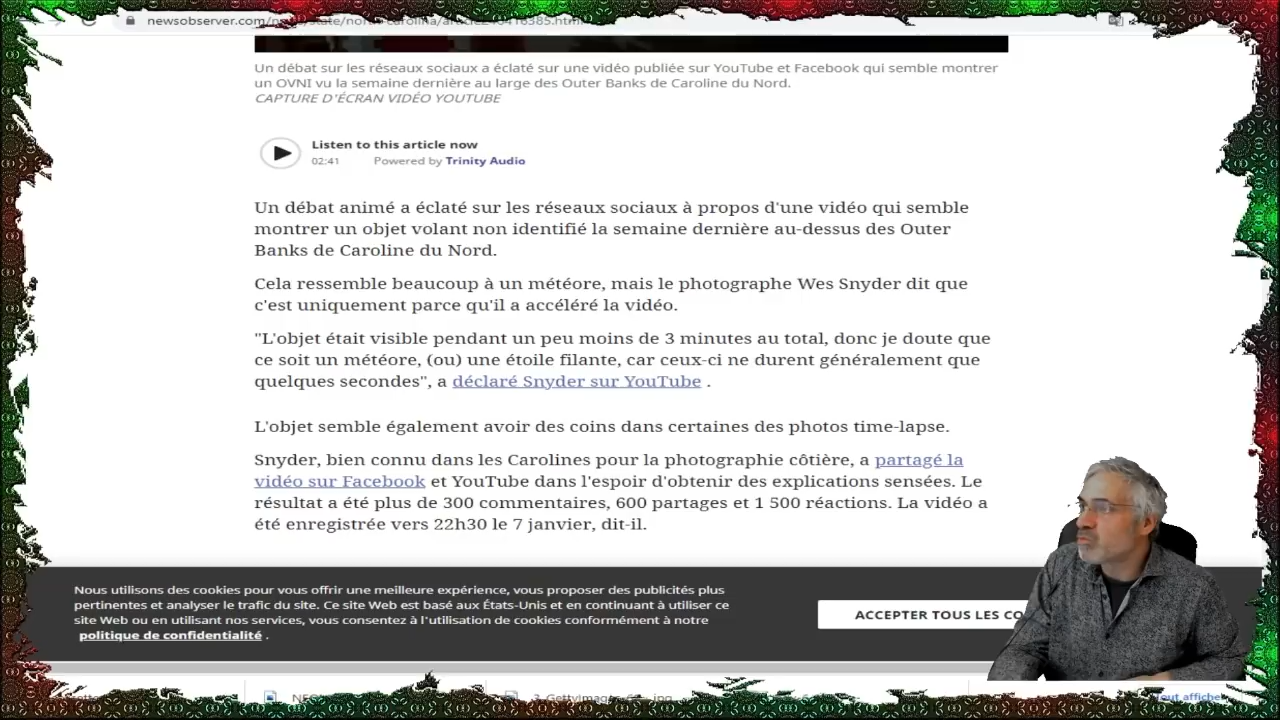 newsobserver.com/
Un débat sur les réseaux sociaux a éclaté sur une vidéo publiée sur YouTube et Facebook qui semble montrer
un OVNI vu la semaine dernière au large des Outer Banks de Caroline du Nord.
CAPTURE D'ÉCRAN VIDÉO YOUTUBE
Listen to this article now
02:41 Powered by Trinity Audio
Un débat animé a éclaté sur les réseaux sociaux à propos d'une vidéo qui semble
montrer un objet volant non identifié la semaine dernière au-dessus des Outer
Banks de Caroline du Nord.
Cela ressemble beaucoup à un météore, mais le photographe Wes Snyder dit que
c'est uniquement parce qu'il a accéléré la vidéo.
"L'objet était visible pendant un peu moins de 3 minutes au total, donc je doute que
ce soit un météore, (ou) une étoile filante, car ceux-ci ne durent généralement que
quelques secondes", a déclaré Snyder sur YouTube .
L'objet semble également avoir des coins dans certaines des photos time-lapse.
Snyder, bien connu dans les Carolines pour la photographie côtière, a partagé la
vidéo sur Facebook et YouTube dans l'espoir d'obtenir des explications sensées. Le
résultat a été plus de 300 commentaires, 600 partages et 1 500 réactions. La vidéo a
été enregistrée vers 22h30 le 7 janvier, dit-il.
Nous utilisons des cookies pour vous offrir une meilleure expérience, vous proposer des publicités plus
pertinentes et analyser le trafic du site. Ce site Web est basé aux États-Unis et en continuant à utiliser ce
site Web ou en utilisant nos services, vous consentez à l'utilisation de cookies conformément à notre
politique de confidentialité .
ACCEPTER TOUS LES CO